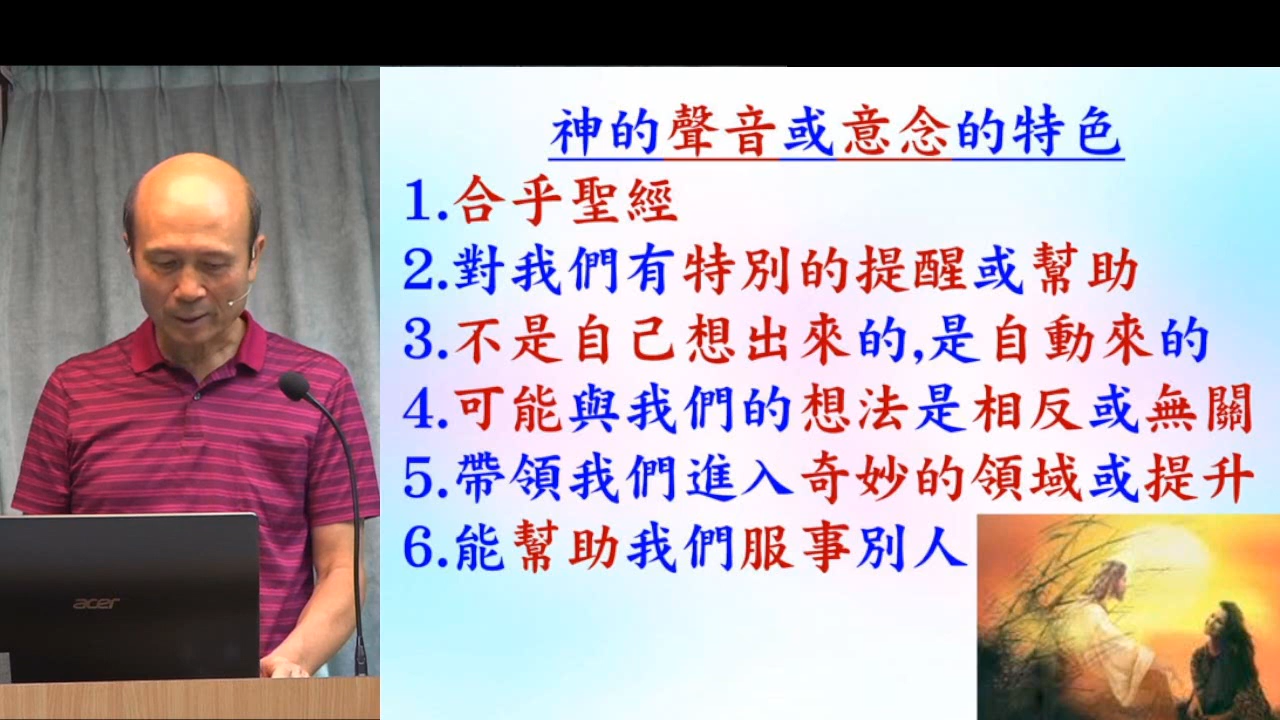 神的聲音或意念的特色
1.合乎聖經
2.對我們有特別的提醒或幫助
3.不是自己想出來的,是自動來的
4.可能與我們的想法是相反或無關
5.帶領我們進入奇妙的領域或提升
6.能幫助我們服事別人
acer